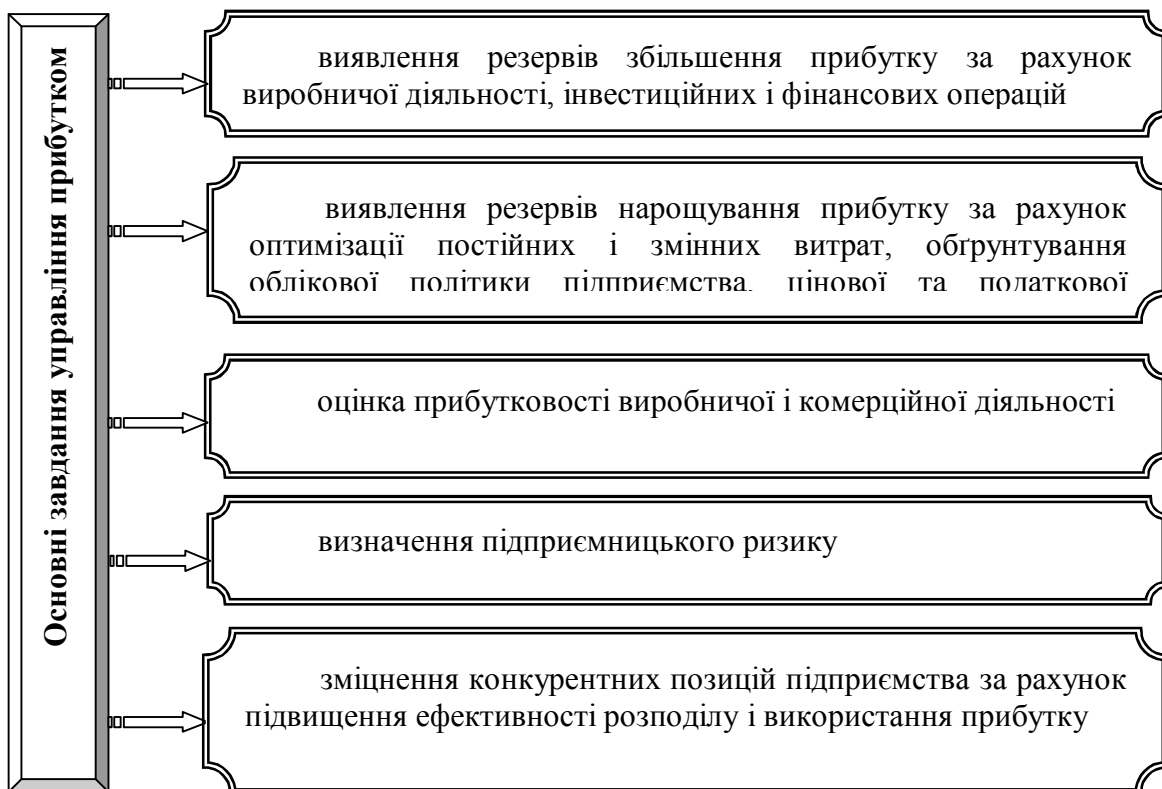 Основні завдання управління прибутком
виявлення резервів збільшення прибутку за рахунок
виробничої діяльності, інвестиційних і фінансових операцій
виявлення резервів нарощування прибутку за рахунок
оптимізації постійних і змінних витрат, обґрунтування
облікової політики підприємства, цінової та податкової
оцінка прибутковості виробничої і комерційної діяльності
визначення підприємницького ризику
зміцнення конкурентних позицій підприємства за рахунок
підвищення ефективності розподілу і використання прибутку